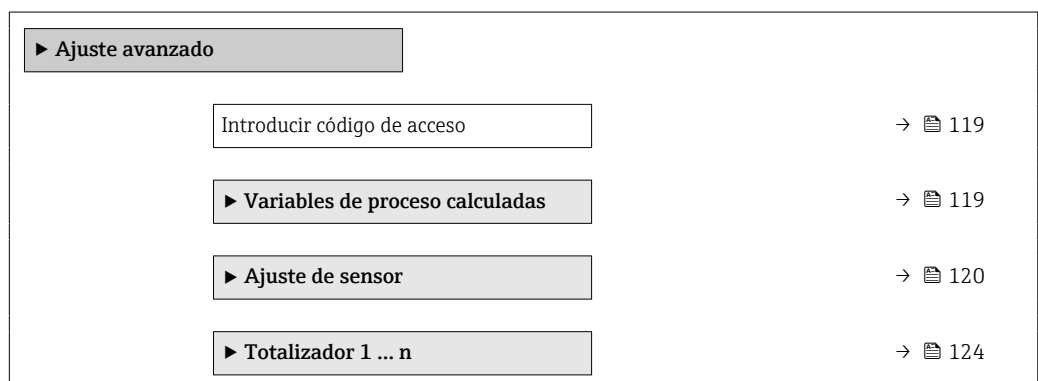 ▶ Ajuste avanzado
Introducir código de acceso → 119
▶ Variables de proceso calculadas → 119
▶ Ajuste de sensor → 120
▶ Totalizador 1 … n → 124